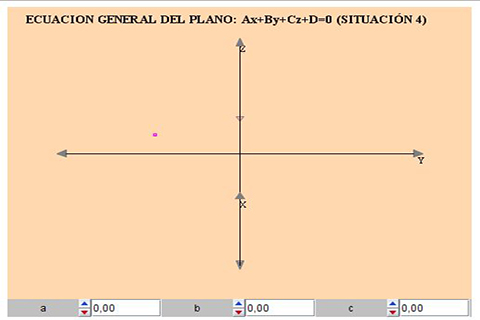 ECUACION GENERAL DEL PLANO: Ax+By+Cz+D=0 (SITUACIÓN 4)
Z
Y
X
a 0,00 b 0,00 c 0,00